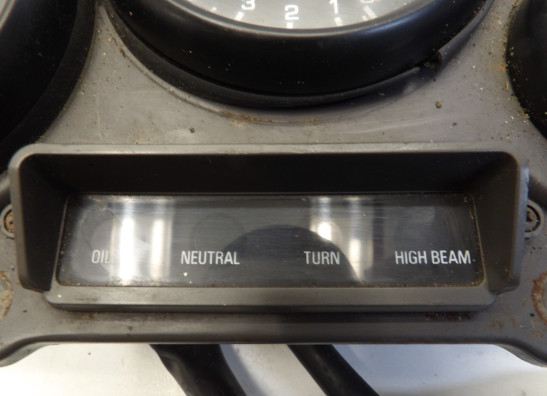 3 2 1
OIL NEUTRAL TURN HIGH BEAM